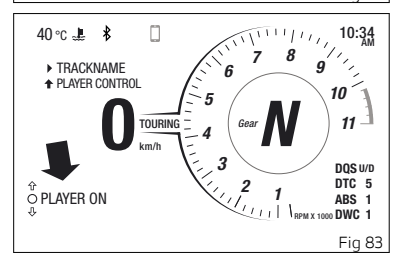 40 °C
10:34 AM
▸ TRACKNAME
⬆ PLAYER CONTROL
0 km/h
TOURING
Gear N
1
2
3
4
5
6
7
8
9
10
11
RPM X 1000
⇧
PLAYER ON
⇩
DQS U/D
DTC 5
ABS 1
DWC 1
Fig 83